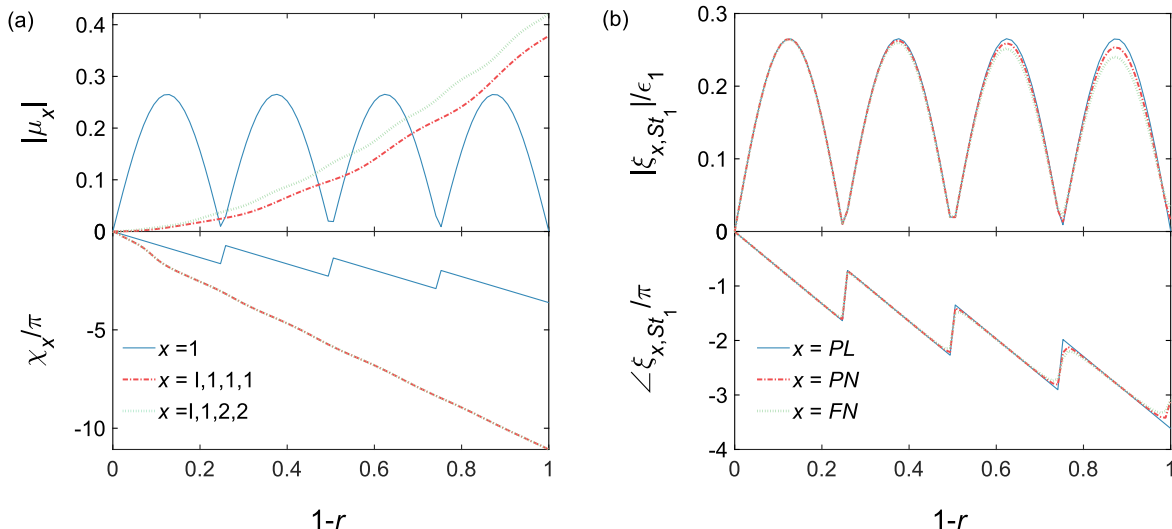 (a)
0.4
0.3
0.2
0.1
0
-5
-10
|μx|
χx/π
x =1
x = I,1,1,1
x =I,1,2,2
0 0.2 0.4 0.6 0.8 1
1-r
(b)
0.3
0.2
0.1
0
-1
-2
-3
-4
|ξx,St1|/ϵ1
∠ξx,St1/π
x = PL
x = PN
x = FN
0 0.2 0.4 0.6 0.8 1
1-r